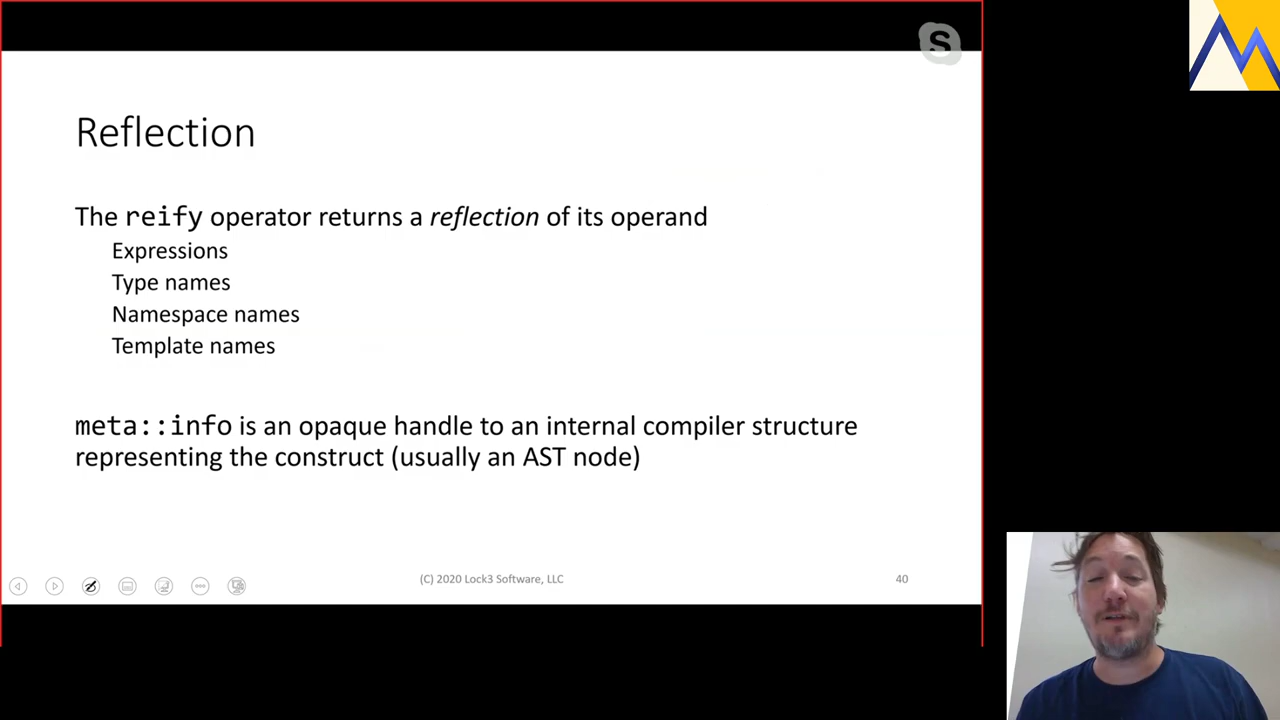 S
Reflection
The reify operator returns a reflection of its operand
Expressions
Type names
Namespace names
Template names
meta::info is an opaque handle to an internal compiler structure
representing the construct (usually an AST node)
(C) 2020 Lock3 Software, LLC
40